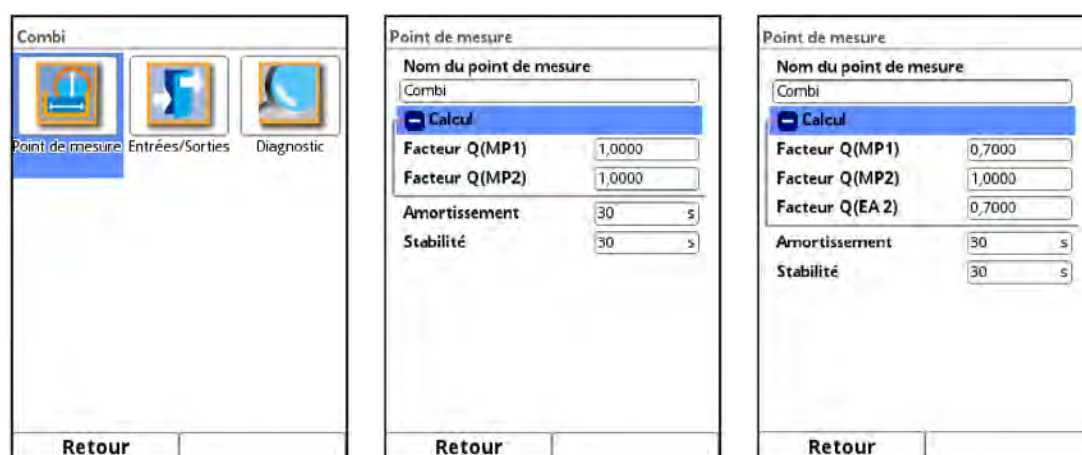 Combi
Point de mesure
Entrées/Sorties
Diagnostic
Retour
Point de mesure
Nom du point de mesure
Combi
Calcul
Facteur Q(MP1) 1,0000
Facteur Q(MP2) 1,0000
Amortissement 30 s
Stabilité 30 s
Retour
Point de mesure
Nom du point de mesure
Combi
Calcul
Facteur Q(MP1) 0,7000
Facteur Q(MP2) 1,0000
Facteur Q(EA 2) 0,7000
Amortissement 30 s
Stabilité 30 s
Retour